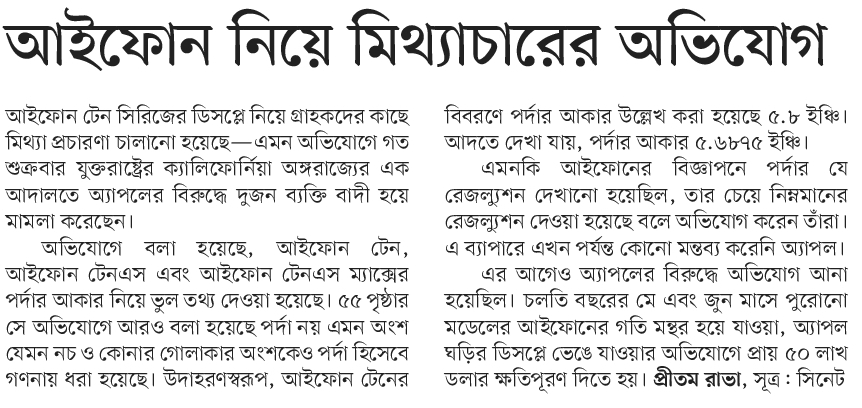 আইফোন নিয়ে মিথ্যাচারের অভিযোগ
আইফোন টেন সিরিজের ডিসপ্লে নিয়ে গ্রাহকদের কাছে
মিথ্যা প্রচারণা চালানো হয়েছে—এমন অভিযোগে গত
শুক্রবার যুক্তরাষ্ট্রের ক্যালিফোর্নিয়া অঙ্গরাজ্যের এক
আদালতে অ্যাপলের বিরুদ্ধে দুজন ব্যক্তি বাদী হয়ে
মামলা করেছেন।
অভিযোগে বলা হয়েছে, আইফোন টেন,
আইফোন টেনএস এবং আইফোন টেনএস ম্যাক্সের
পর্দার আকার নিয়ে ভুল তথ্য দেওয়া হয়েছে। ৫৫ পৃষ্ঠার
সে অভিযোগে আরও বলা হয়েছে পর্দা নয় এমন অংশ
যেমন নচ ও কোনার গোলাকার অংশকেও পর্দা হিসেবে
গণনায় ধরা হয়েছে। উদাহরণস্বরূপ, আইফোন টেনের
বিবরণে পর্দার আকার উল্লেখ করা হয়েছে ৫.৮ ইঞ্চি।
আদতে দেখা যায়, পর্দার আকার ৫.৬৮৭৫ ইঞ্চি।
এমনকি আইফোনের বিজ্ঞাপনে পর্দার যে
রেজল্যুশন দেখানো হয়েছিল, তার চেয়ে নিম্নমানের
রেজল্যুশন দেওয়া হয়েছে বলে অভিযোগ করেন তাঁরা।
এ ব্যাপারে এখন পর্যন্ত কোনো মন্তব্য করেনি অ্যাপল।
এর আগেও অ্যাপলের বিরুদ্ধে অভিযোগ আনা
হয়েছিল। চলতি বছরের মে এবং জুন মাসে পুরোনো
মডেলের আইফোনের গতি মন্থর হয়ে যাওয়া, অ্যাপল
ঘড়ির ডিসপ্লে ভেঙে যাওয়ার অভিযোগে প্রায় ৫০ লাখ
ডলার ক্ষতিপূরণ দিতে হয়। প্রীতম রাভা, সূত্র : সিনেট